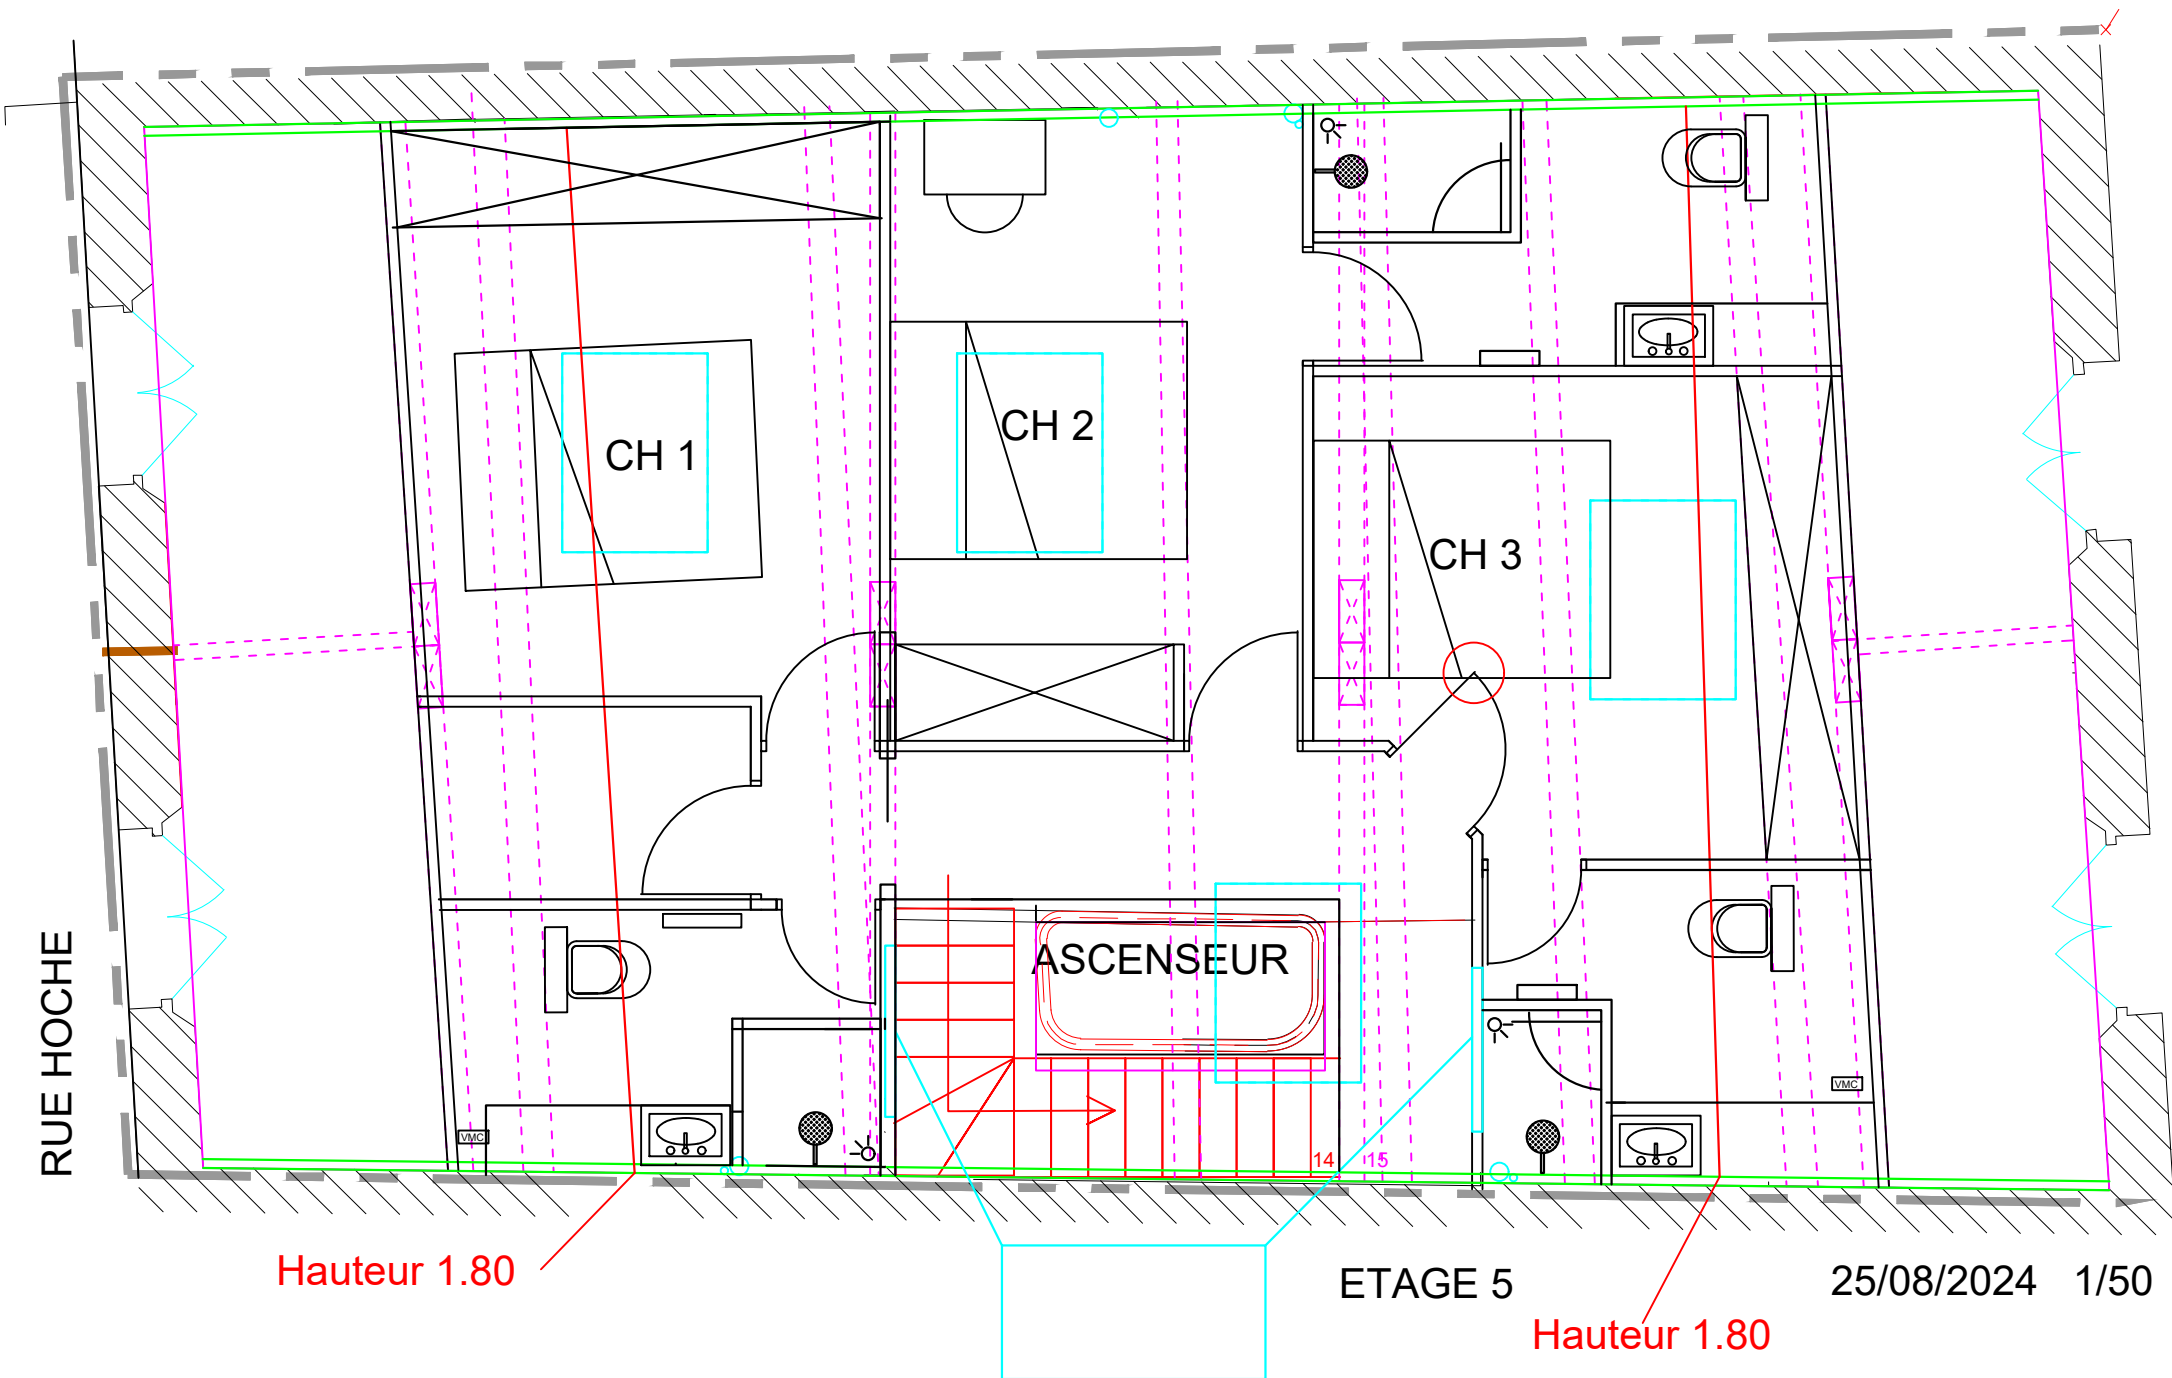 CH 1
CH 2
CH 3
ASCENSEUR
RUE HOCHE
VMC
VMC
14
15
Hauteur 1.80
ETAGE 5
25/08/2024 1/50
Hauteur 1.80